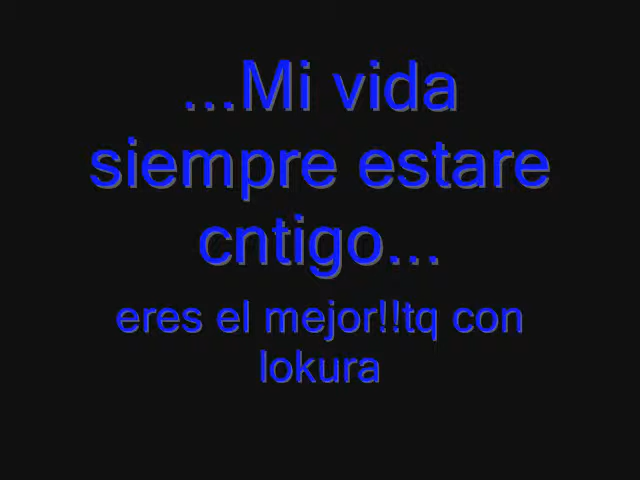 ...Mi vida
siempre estare
cntigo...
eres el mejor!!tq con
lokura